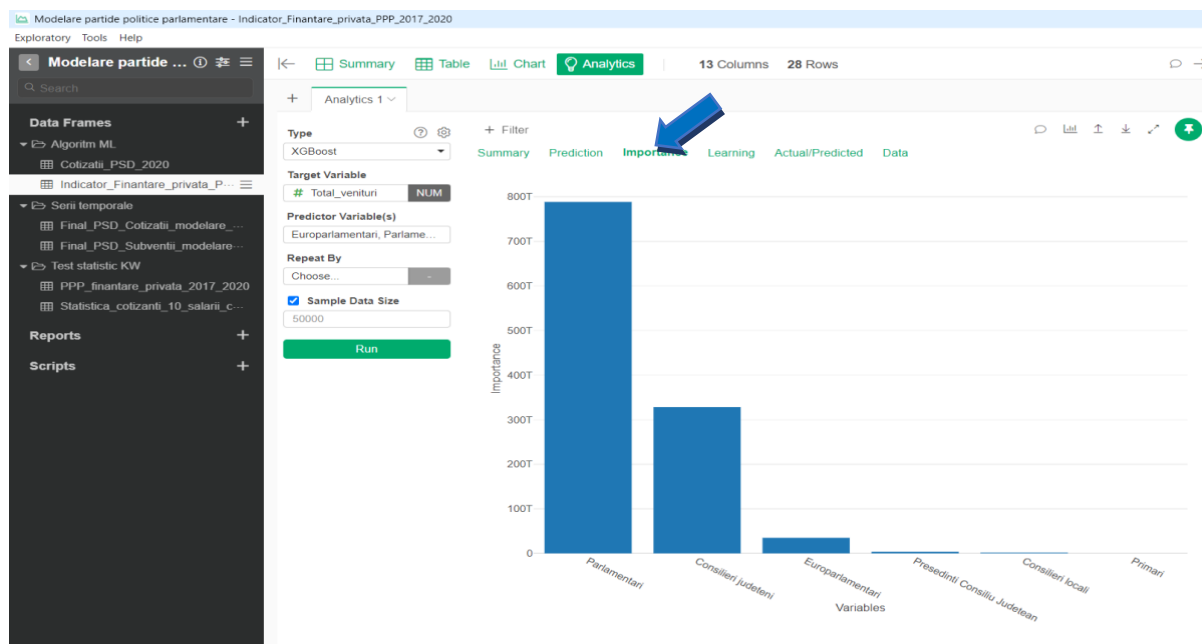 Modelare partide politice parlamentare - Indicator_Finantare_privata_PPP_2017_2020
Exploratory Tools Help
Modelare partide ...
Search
Data Frames +
Algoritm ML
Cotizatii_PSD_2020
Indicator_Finantare_privata_P···
Serii temporale
Final_PSD_Cotizatii_modelare_···
Final_PSD_Subventii_modelare···
Test statistic KW
PPP_finantare_privata_2017_2020
Statistica_cotizanti_10_salarii_c···
Reports +
Scripts +
Summary Table Chart Analytics 13 Columns 28 Rows
+ Analytics 1
Type
XGBoost
Target Variable
# Total_venituri NUM
Predictor Variable(s)
Europarlamentari, Parlame...
Repeat By
Choose... -
Sample Data Size
50000
Run
+ Filter
Summary Prediction Importance Learning Actual/Predicted Data
800T
700T
600T
500T
400T
300T
200T
100T
0
Importance
Parlamentari
Consilieri judeteni
Europarlamentari
Presedinti Consiliu Judetean
Consilieri locali
Primari
Variables